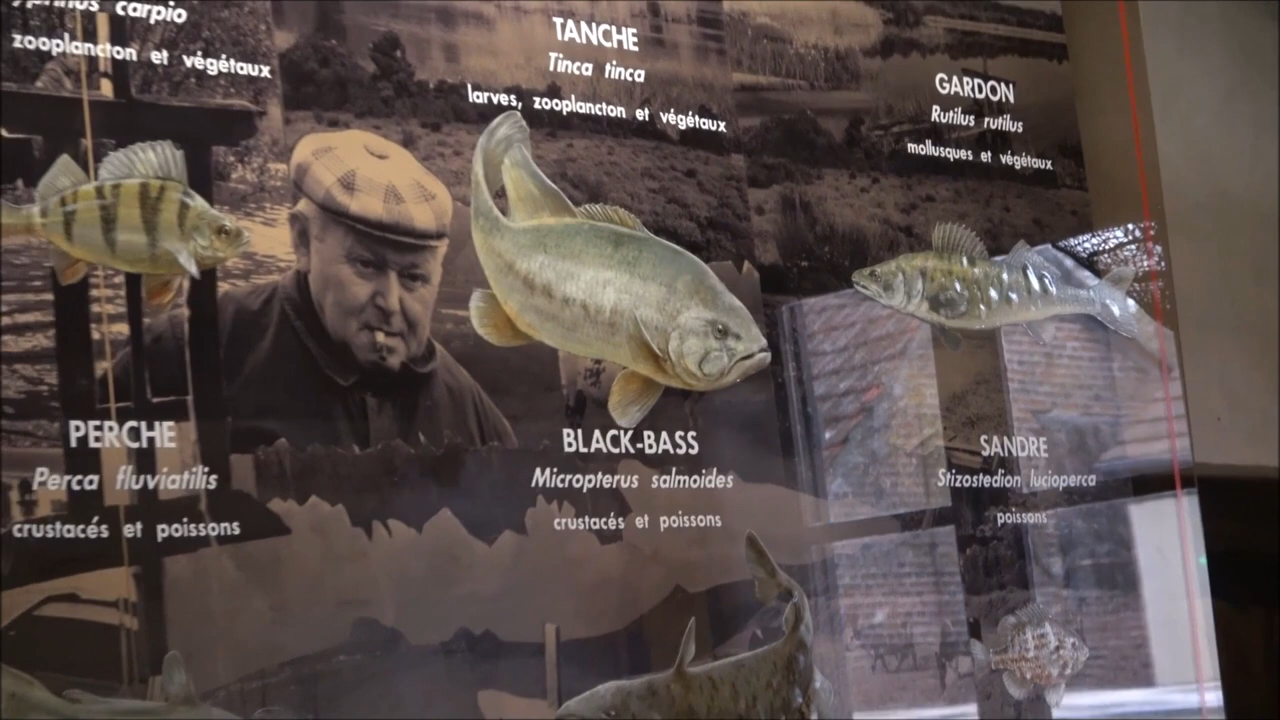 carpio
zooplancton et végétaux
TANCHE
Tinca tinca
larves, zooplancton et végétaux
GARDON
Rutilus rutilus
mollusques et végétaux
PERCHE
Perca fluviatilis
crustacés et poissons
BLACK-BASS
Micropterus salmoides
crustacés et poissons
SANDRE
Stizostedion lucioperca
poissons